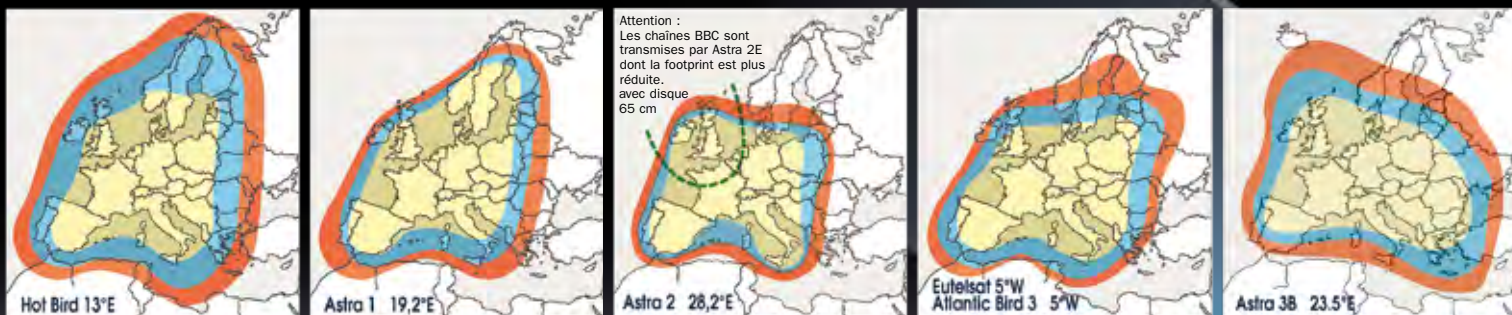 Hot Bird 13°E
Astra 1 19,2°E
Attention :
Les chaînes BBC sont
transmises par Astra 2E
dont la footprint est plus
réduite.
avec disque
65 cm
Astra 2 28,2°E
Eutelsat 5°W
Atlantic Bird 3 5°W
Astra 3B 23.5°E